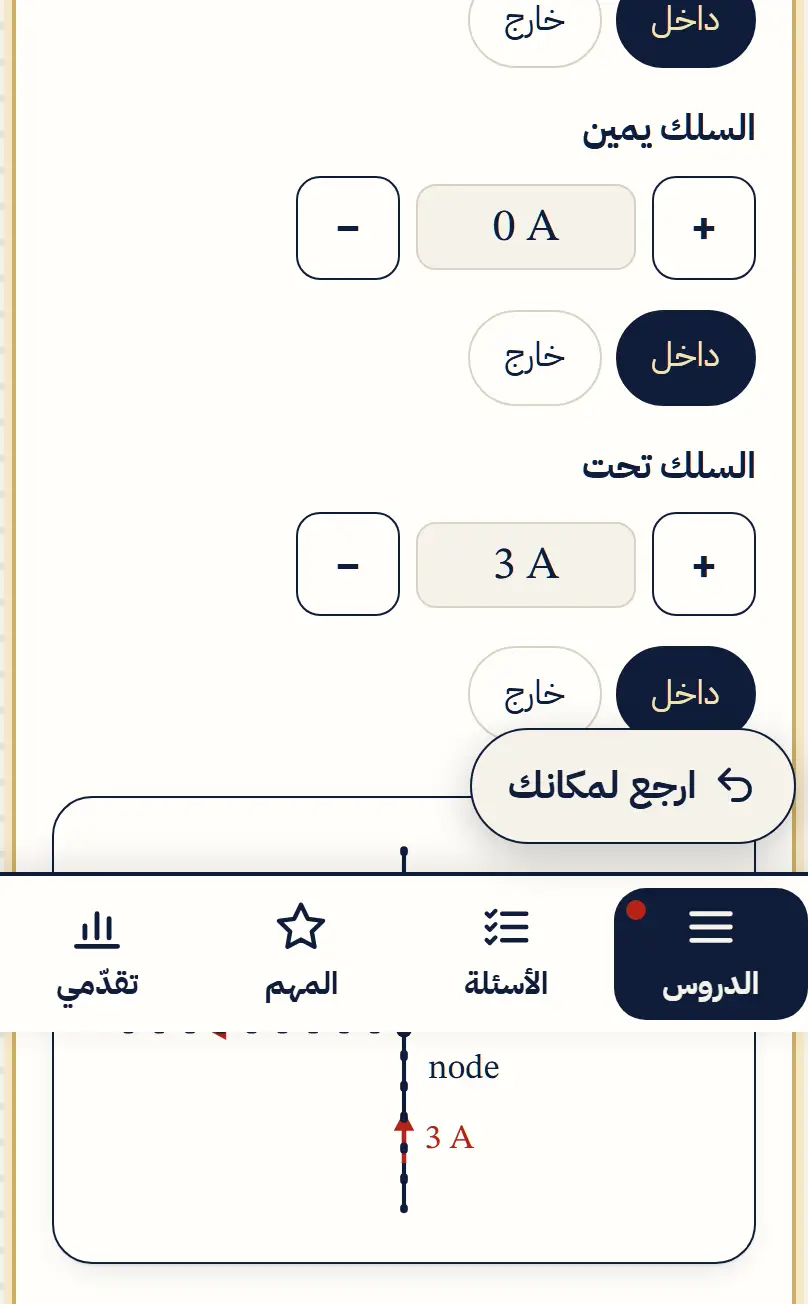 داخل خارج
السلك يمين
+ 0 A −
داخل خارج
السلك تحت
+ 3 A −
داخل خارج
ارجع لمكانك
الدروس الأسئلة المهم تقدّمي
node
3 A